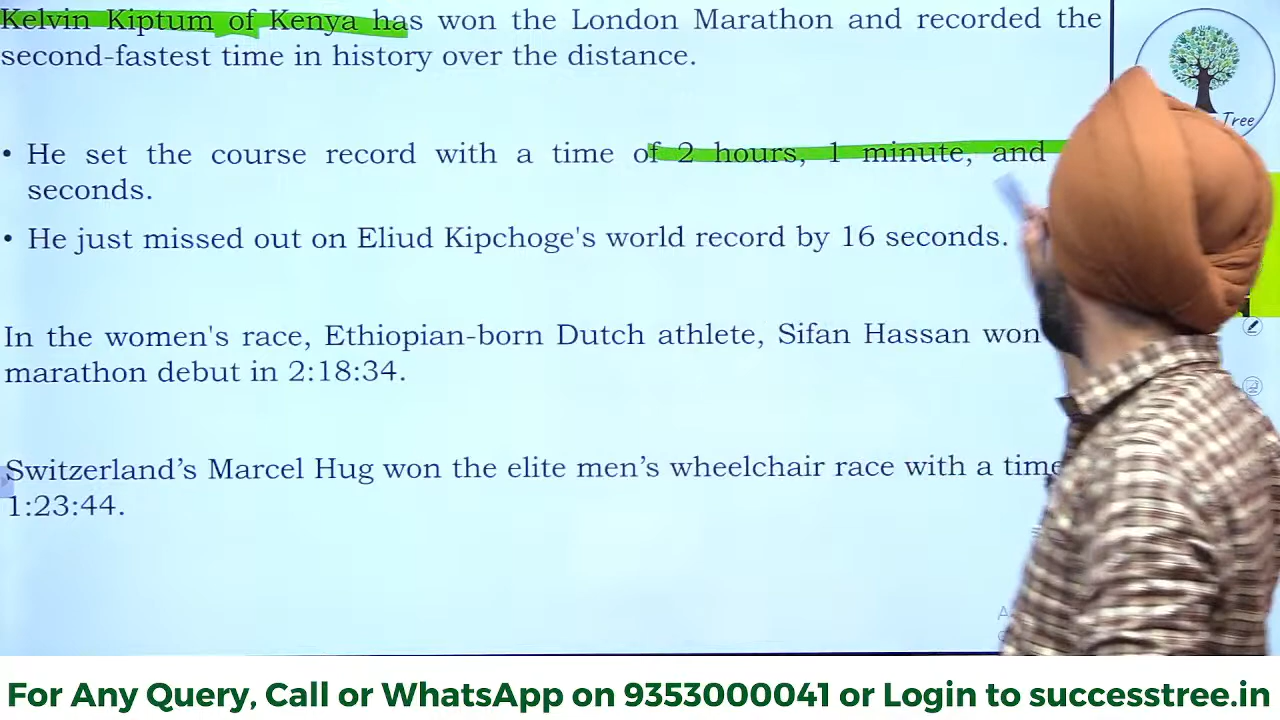 Kelvin Kiptum of Kenya has won the London Marathon and recorded the
second-fastest time in history over the distance.
Tree
• He set the course record with a time of 2 hours, 1 minute, and
seconds.
• He just missed out on Eliud Kipchoge's world record by 16 seconds.
In the women's race, Ethiopian-born Dutch athlete, Sifan Hassan won
marathon debut in 2:18:34.
Switzerland's Marcel Hug won the elite men's wheelchair race with a time
1:23:44.
For Any Query, Call or WhatsApp on 9353000041 or Login to successtree.in